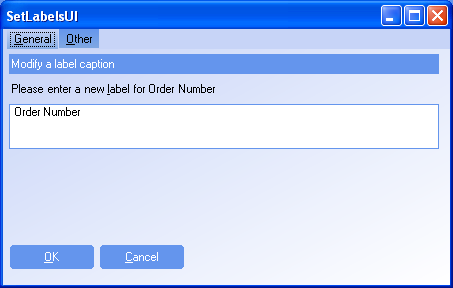 SetLabelsUI
General Other
Modify a label caption
Please enter a new label for Order Number
Order Number
OK Cancel